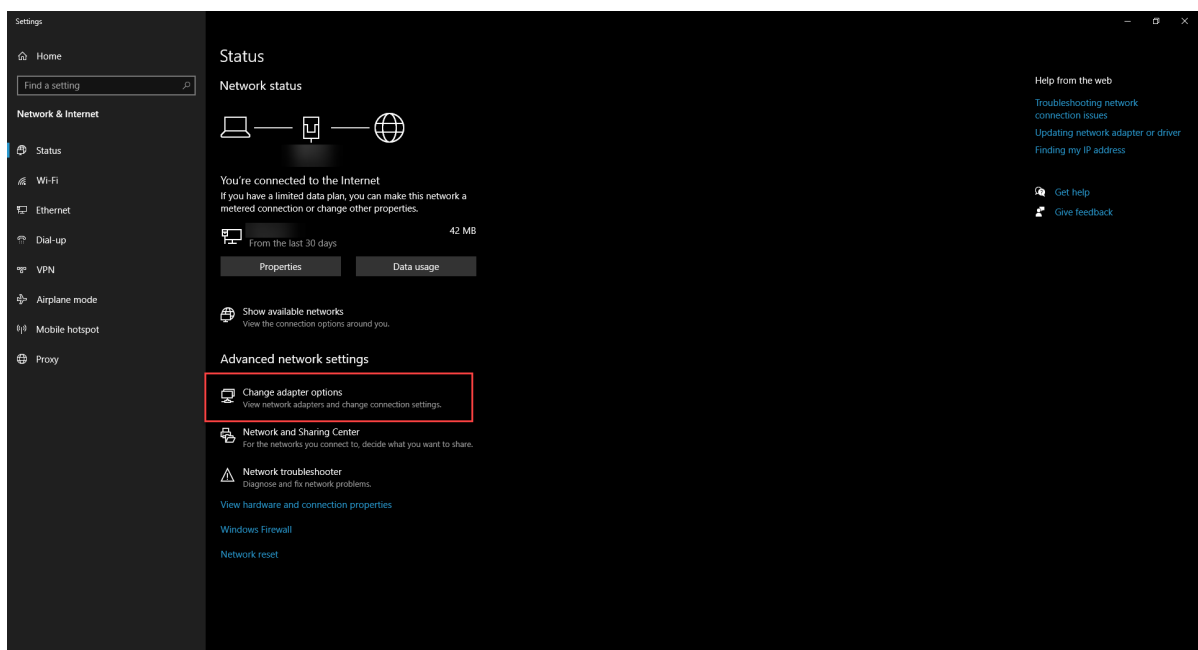 Settings
Home
Find a setting
Network & Internet
Status
Wi-Fi
Ethernet
Dial-up
VPN
Airplane mode
Mobile hotspot
Proxy
Status
Network status
You're connected to the Internet
If you have a limited data plan, you can make this network a
metered connection or change other properties.
42 MB
From the last 30 days
Properties
Data usage
Show available networks
View the connection options around you.
Advanced network settings
Change adapter options
View network adapters and change connection settings.
Network and Sharing Center
For the networks you connect to, decide what you want to share.
Network troubleshooter
Diagnose and fix network problems.
View hardware and connection properties
Windows Firewall
Network reset
Help from the web
Troubleshooting network
connection issues
Updating network adapter or driver
Finding my IP address
Get help
Give feedback